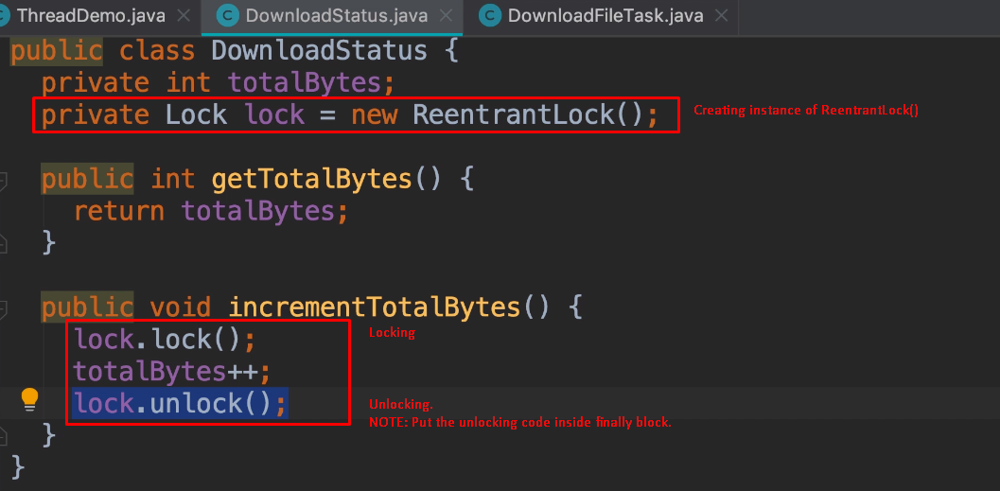 ThreadDemo.java DownloadStatus.java DownloadFileTask.java
public class DownloadStatus {
private int totalBytes;
private Lock lock = new ReentrantLock(); Creating instance of ReentrantLock()
public int getTotalBytes() {
return totalBytes;
}
public void incrementTotalBytes() {
lock.lock(); Locking
totalBytes++;
lock.unlock(); Unlocking.
NOTE: Put the unlocking code inside finally block.
}
}